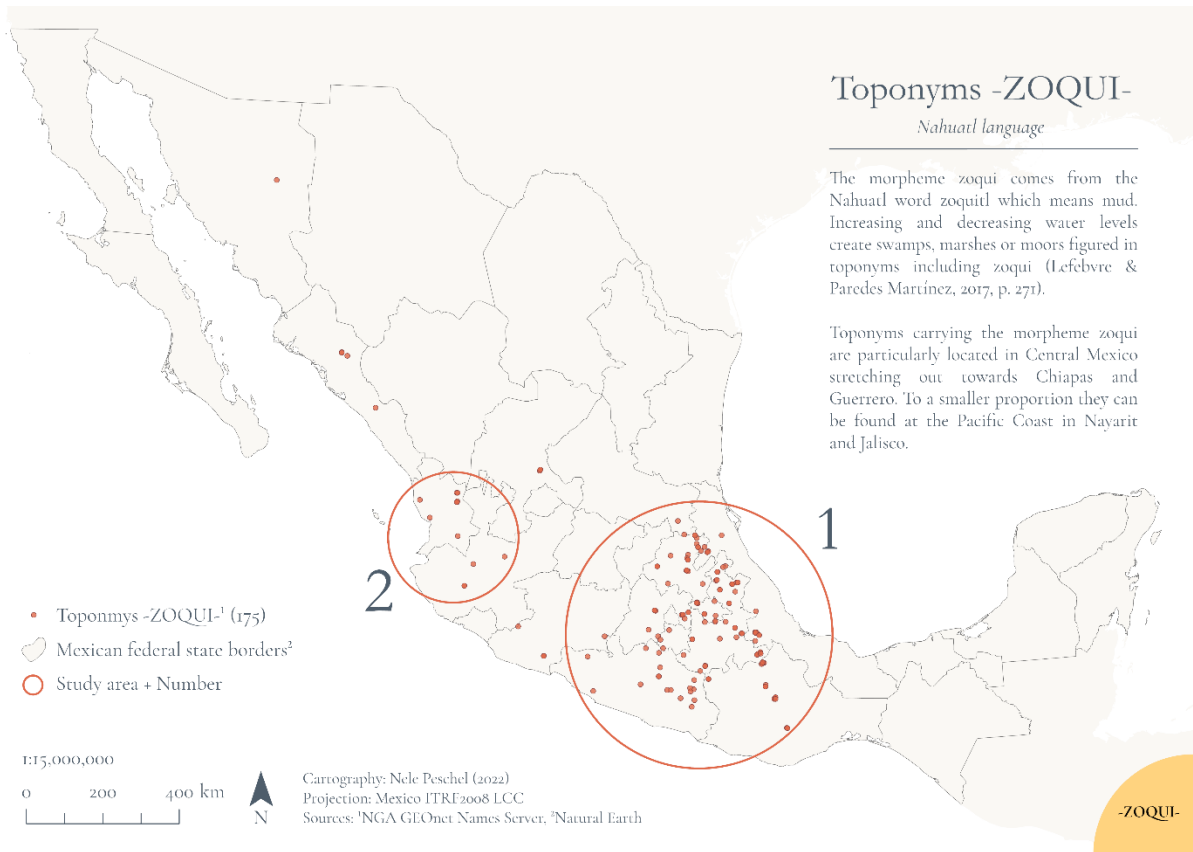 Toponyms -ZOQUI-
Nahuatl language
The morpheme zoqui comes from the
Nahuatl word zoquitl which means mud.
Increasing and decreasing water levels
create swamps, marshes or moors figured in
toponyms including zoqui (Lefebvre &
Paredes Martínez, 2017, p. 271).
Toponyms carrying the morpheme zoqui
are particularly located in Central Mexico
stretching out towards Chiapas and
Guerrero. To a smaller proportion they can
be found at the Pacific Coast in Nayarit
and Jalisco.
1
2
Toponmys -ZOQUI-¹ (175)
Mexican federal state borders²
Study area + Number
1:15,000,000
0 200 400 km
N
Cartography: Nele Peschel (2022)
Projection: Mexico ITRF2008 LCC
Sources: ¹NGA GEOnet Names Server, ²Natural Earth
-ZOQUI-